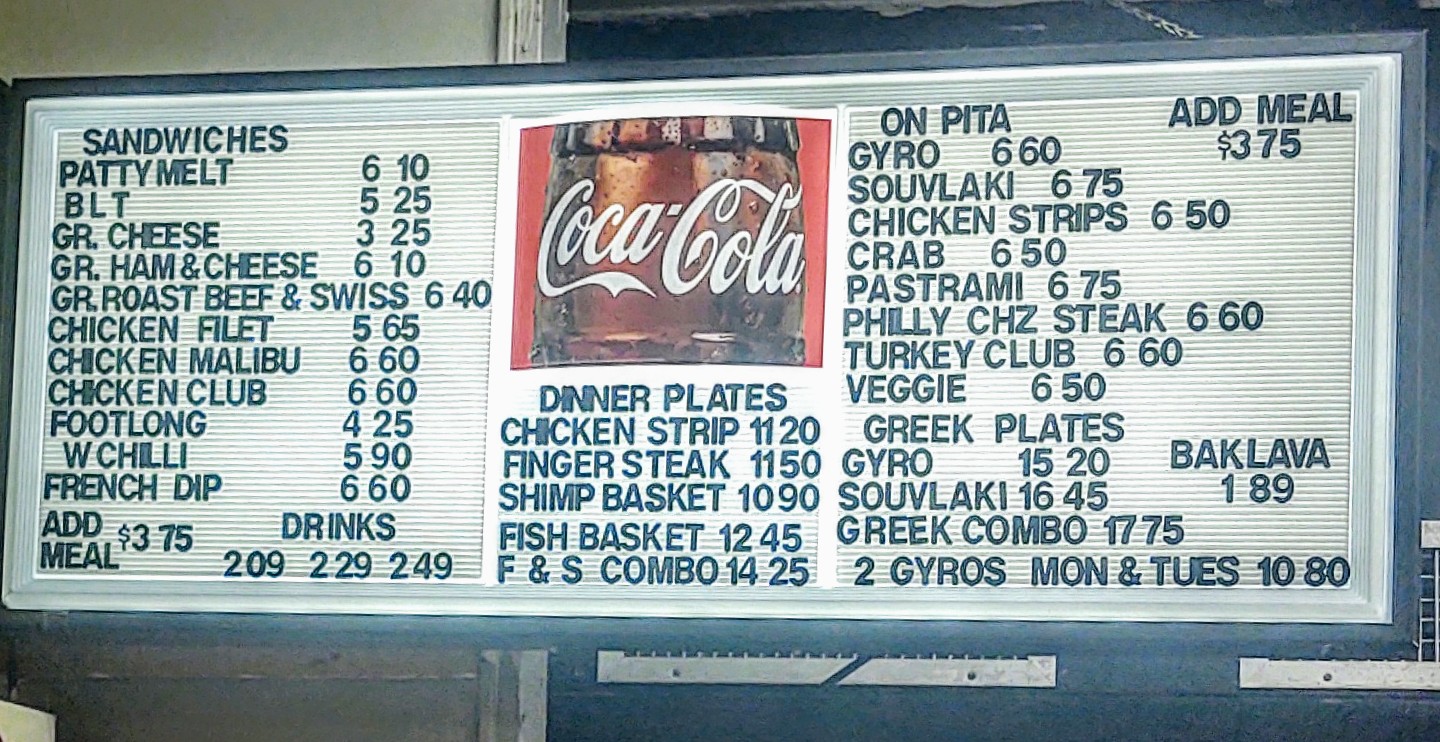 SANDWICHES
PATTYMELT 6 10
BLT 5 25
GR. CHEESE 3 25
GR. HAM & CHEESE 6 10
GR. ROAST BEEF & SWISS 6 40
CHICKEN FILET 5 65
CHICKEN MALIBU 6 60
CHICKEN CLUB 6 60
FOOTLONG 4 25
W CHILLI 5 90
FRENCH DIP 6 60
ADD MEAL $3 75
DRINKS
2 09 2 29 2 49
Coca-Cola
DINNER PLATES
CHICKEN STRIP 11 20
FINGER STEAK 11 50
SHIMP BASKET 10 90
FISH BASKET 12 45
F & S COMBO 14 25
ON PITA
GYRO 6 60
SOUVLAKI 6 75
CHICKEN STRIPS 6 50
CRAB 6 50
PASTRAMI 6 75
PHILLY CHZ STEAK 6 60
TURKEY CLUB 6 60
VEGGIE 6 50
ADD MEAL
$3 75
GREEK PLATES
GYRO 15 20
SOUVLAKI 16 45
GREEK COMBO 17 75
BAKLAVA
1 89
2 GYROS MON & TUES 10 80